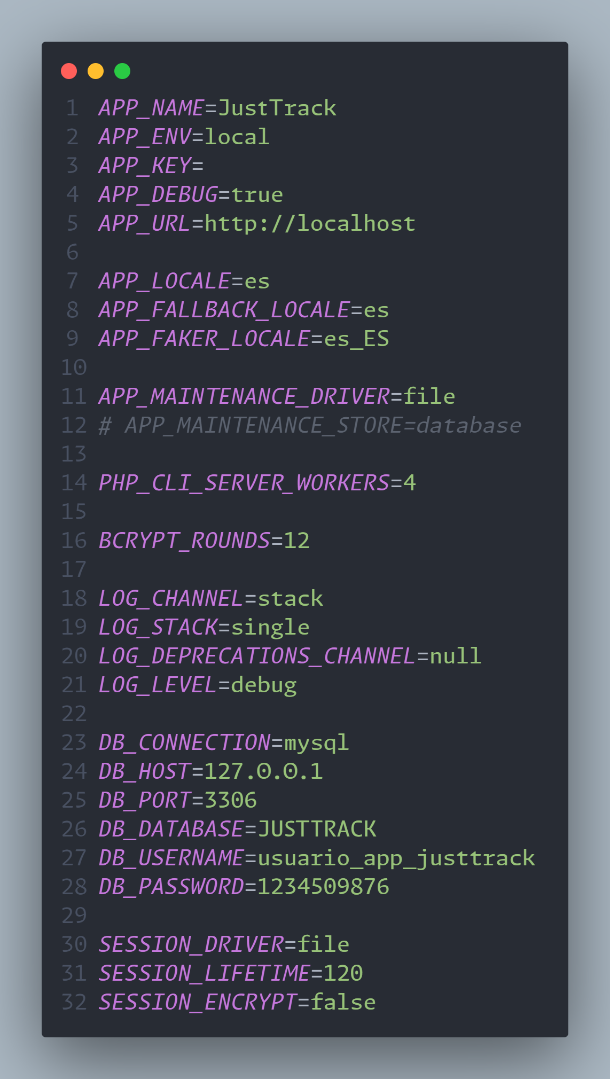 1 APP_NAME=JustTrack
2 APP_ENV=local
3 APP_KEY=
4 APP_DEBUG=true
5 APP_URL=http://localhost
6
7 APP_LOCALE=es
8 APP_FALLBACK_LOCALE=es
9 APP_FAKER_LOCALE=es_ES
10
11 APP_MAINTENANCE_DRIVER=file
12 # APP_MAINTENANCE_STORE=database
13
14 PHP_CLI_SERVER_WORKERS=4
15
16 BCRYPT_ROUNDS=12
17
18 LOG_CHANNEL=stack
19 LOG_STACK=single
20 LOG_DEPRECATIONS_CHANNEL=null
21 LOG_LEVEL=debug
22
23 DB_CONNECTION=mysql
24 DB_HOST=127.0.0.1
25 DB_PORT=3306
26 DB_DATABASE=JUSTTRACK
27 DB_USERNAME=usuario_app_justtrack
28 DB_PASSWORD=1234509876
29
30 SESSION_DRIVER=file
31 SESSION_LIFETIME=120
32 SESSION_ENCRYPT=false